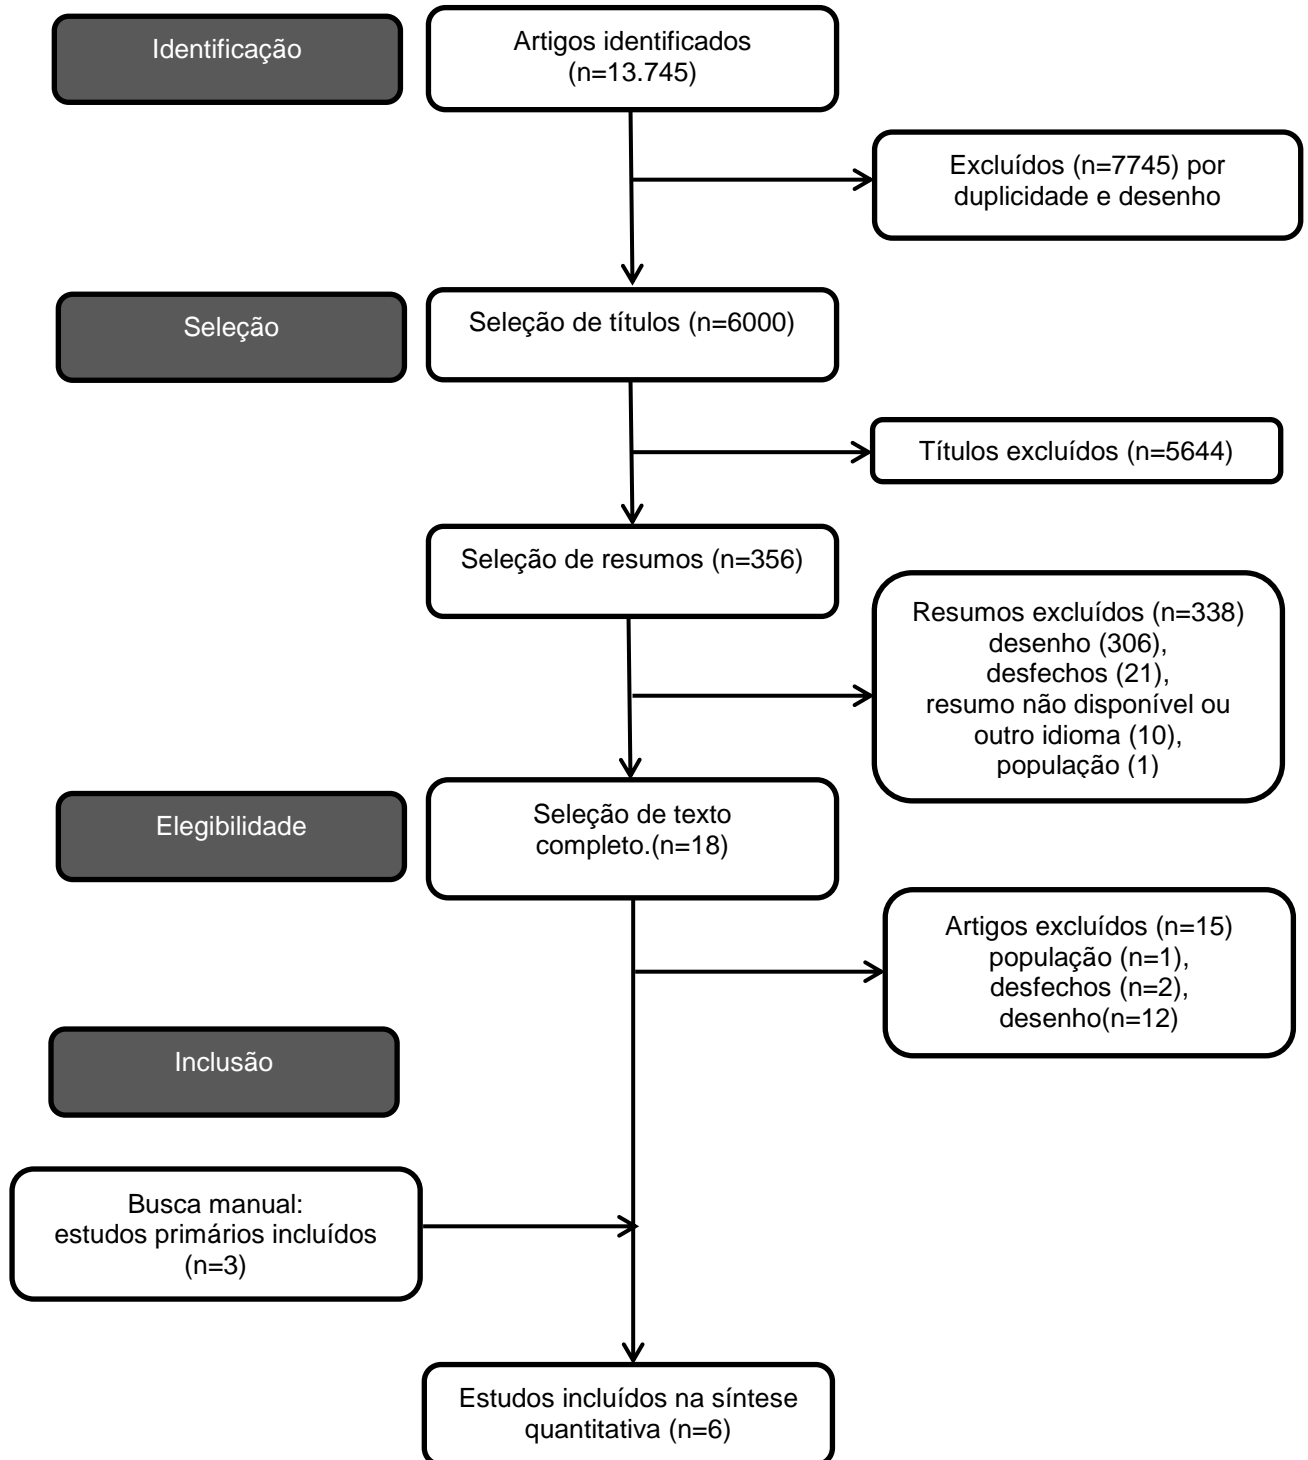 Identificação
Artigos identificados
(n=13.745)
Excluídos (n=7745) por
duplicidade e desenho
Seleção
Seleção de títulos (n=6000)
Títulos excluídos (n=5644)
Seleção de resumos (n=356)
Resumos excluídos (n=338)
desenho (306),
desfechos (21),
resumo não disponível ou
outro idioma (10),
população (1)
Elegibilidade
Seleção de texto
completo.(n=18)
Artigos excluídos (n=15)
população (n=1),
desfechos (n=2),
desenho(n=12)
Inclusão
Busca manual:
estudos primários incluídos
(n=3)
Estudos incluídos na síntese
quantitativa (n=6)